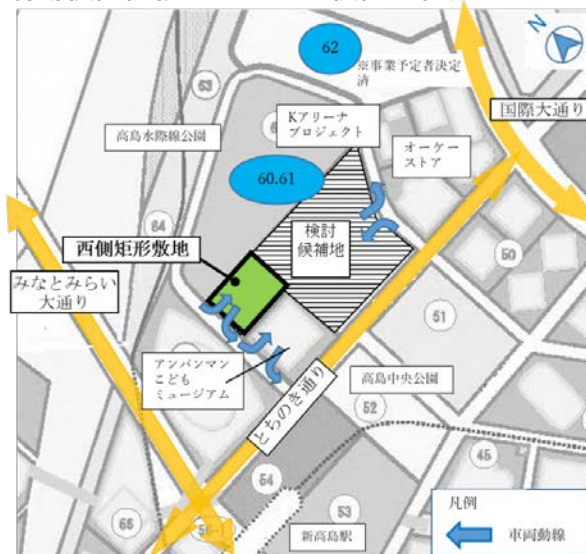 62
※事業予定者決定
済
N
63
国際大通り
高島水際線公園
Kアリーナ
プロジェクト
オーケー
ストア
60.61
64
検討
候補地
西側矩形敷地
50
みなとみらい
大通り
51
アンパンマン
こども
ミュージアム
とちのき通り
高島中央公園
52
45
54
凡例
65
56-1
53
新高島駅
車両動線